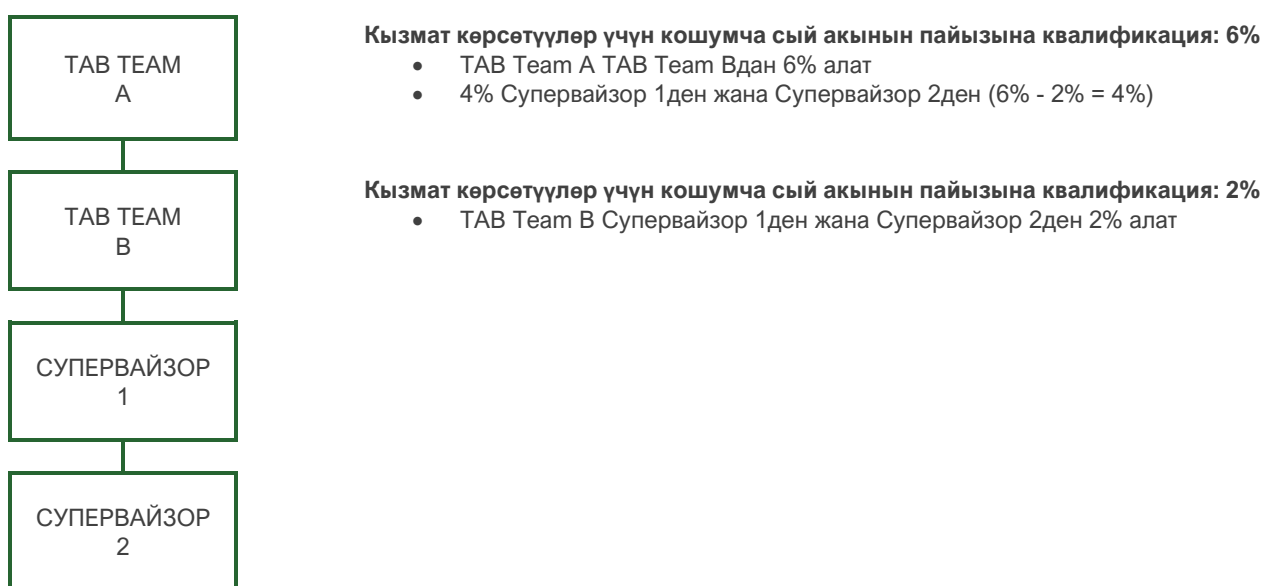 TAB TEAM
A
Кызмат көрсөтүүлөр үчүн кошумча сый акынын пайызына квалификация: 6%
• TAB Team A TAB Team Bдан 6% алат
• 4% Супервайзор 1ден жана Супервайзор 2ден (6% - 2% = 4%)
TAB TEAM
B
Кызмат көрсөтүүлөр үчүн кошумча сый акынын пайызына квалификация: 2%
• TAB Team B Супервайзор 1ден жана Супервайзор 2ден 2% алат
СУПЕРВАЙЗОР
1
СУПЕРВАЙЗОР
2